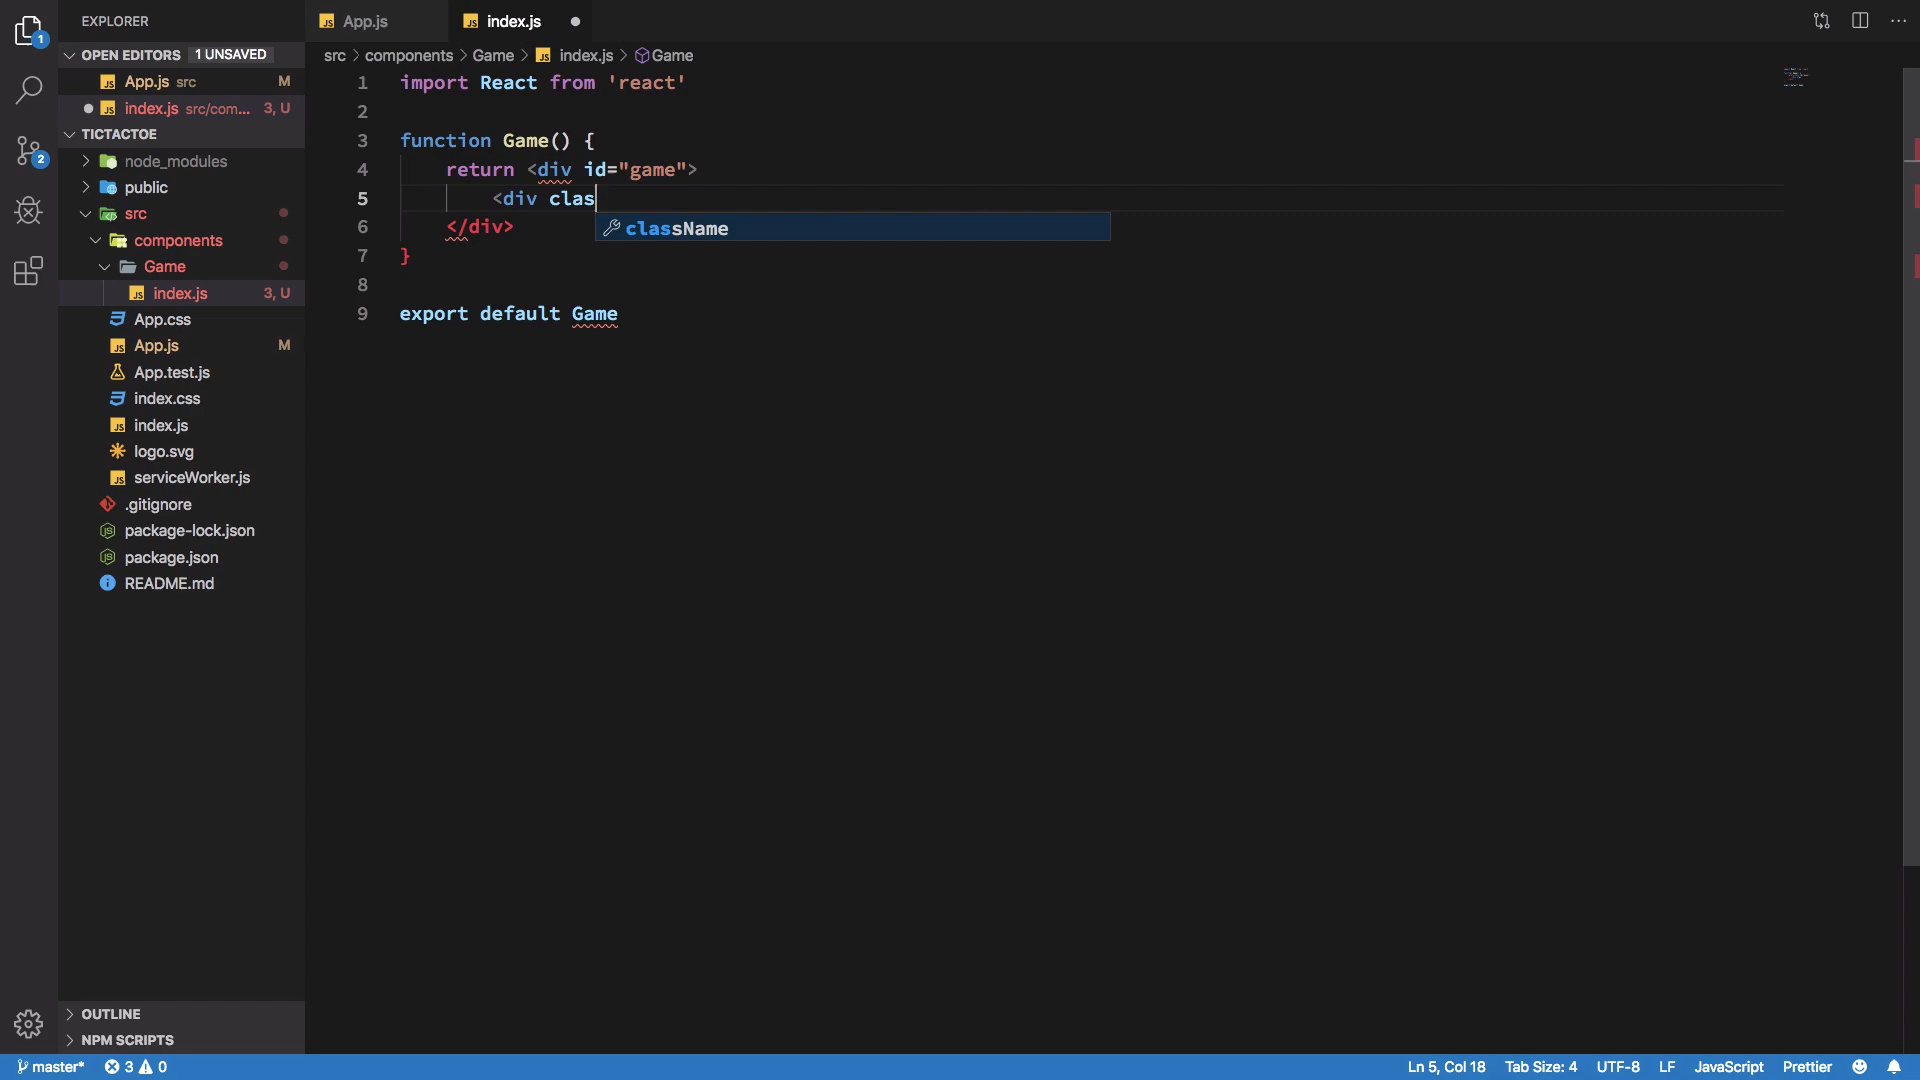 EXPLORER
OPEN EDITORS 1 UNSAVED
App.js src M
index.js src/com... 3, U
TICTACTOE
node_modules
public
src
components
Game
index.js 3, U
App.css
App.js M
App.test.js
index.css
index.js
logo.svg
serviceWorker.js
.gitignore
package-lock.json
package.json
README.md
OUTLINE
NPM SCRIPTS
1
2
App.js
index.js
src > components > Game > JS index.js > Game
1 import React from 'react'
2
3 function Game() {
4 return <div id="game">
5 <div clas
className
6 </div>
7 }
8
9 export default Game
master* 3 0
Ln 5, Col 18 Tab Size: 4 UTF-8 LF JavaScript Prettier